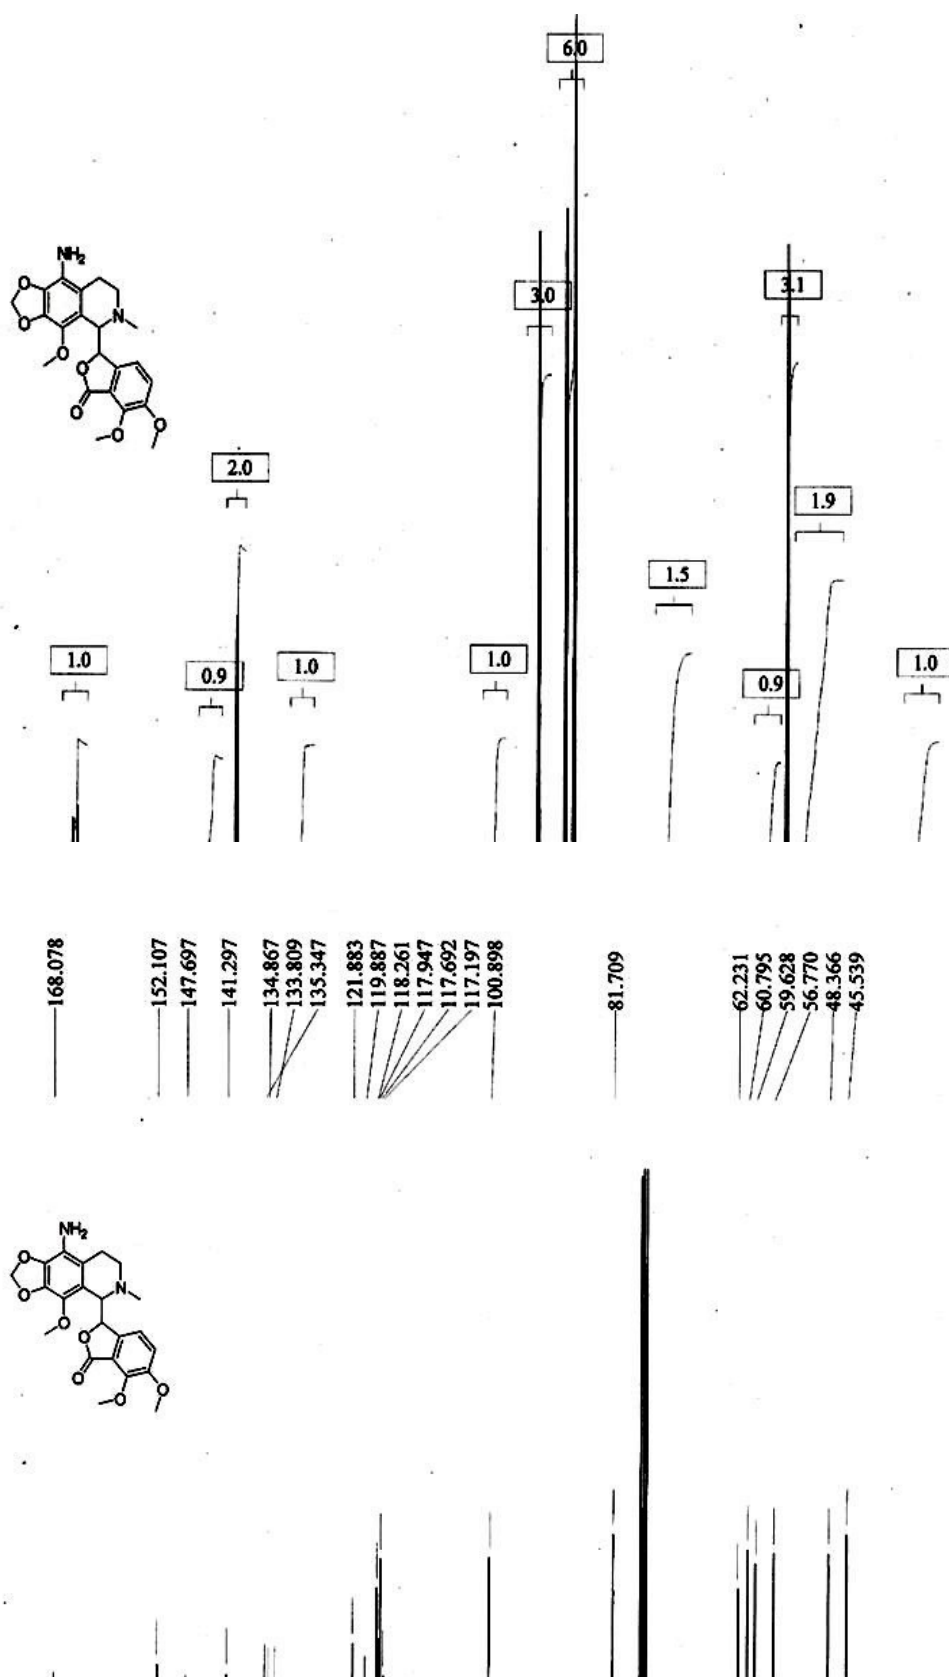 6.0
NH2
O
O
N
O
O
O
O
O
3.0
3.1
2.0
1.9
1.5
1.0
0.9
1.0
1.0
0.9
1.0
168.078
152.107
147.697
141.297
134.867
133.809
135.347
121.883
119.887
118.261
117.947
117.692
117.197
100.898
81.709
62.231
60.795
59.628
56.770
48.366
45.539
NH2
O
O
N
O
O
O
O
O